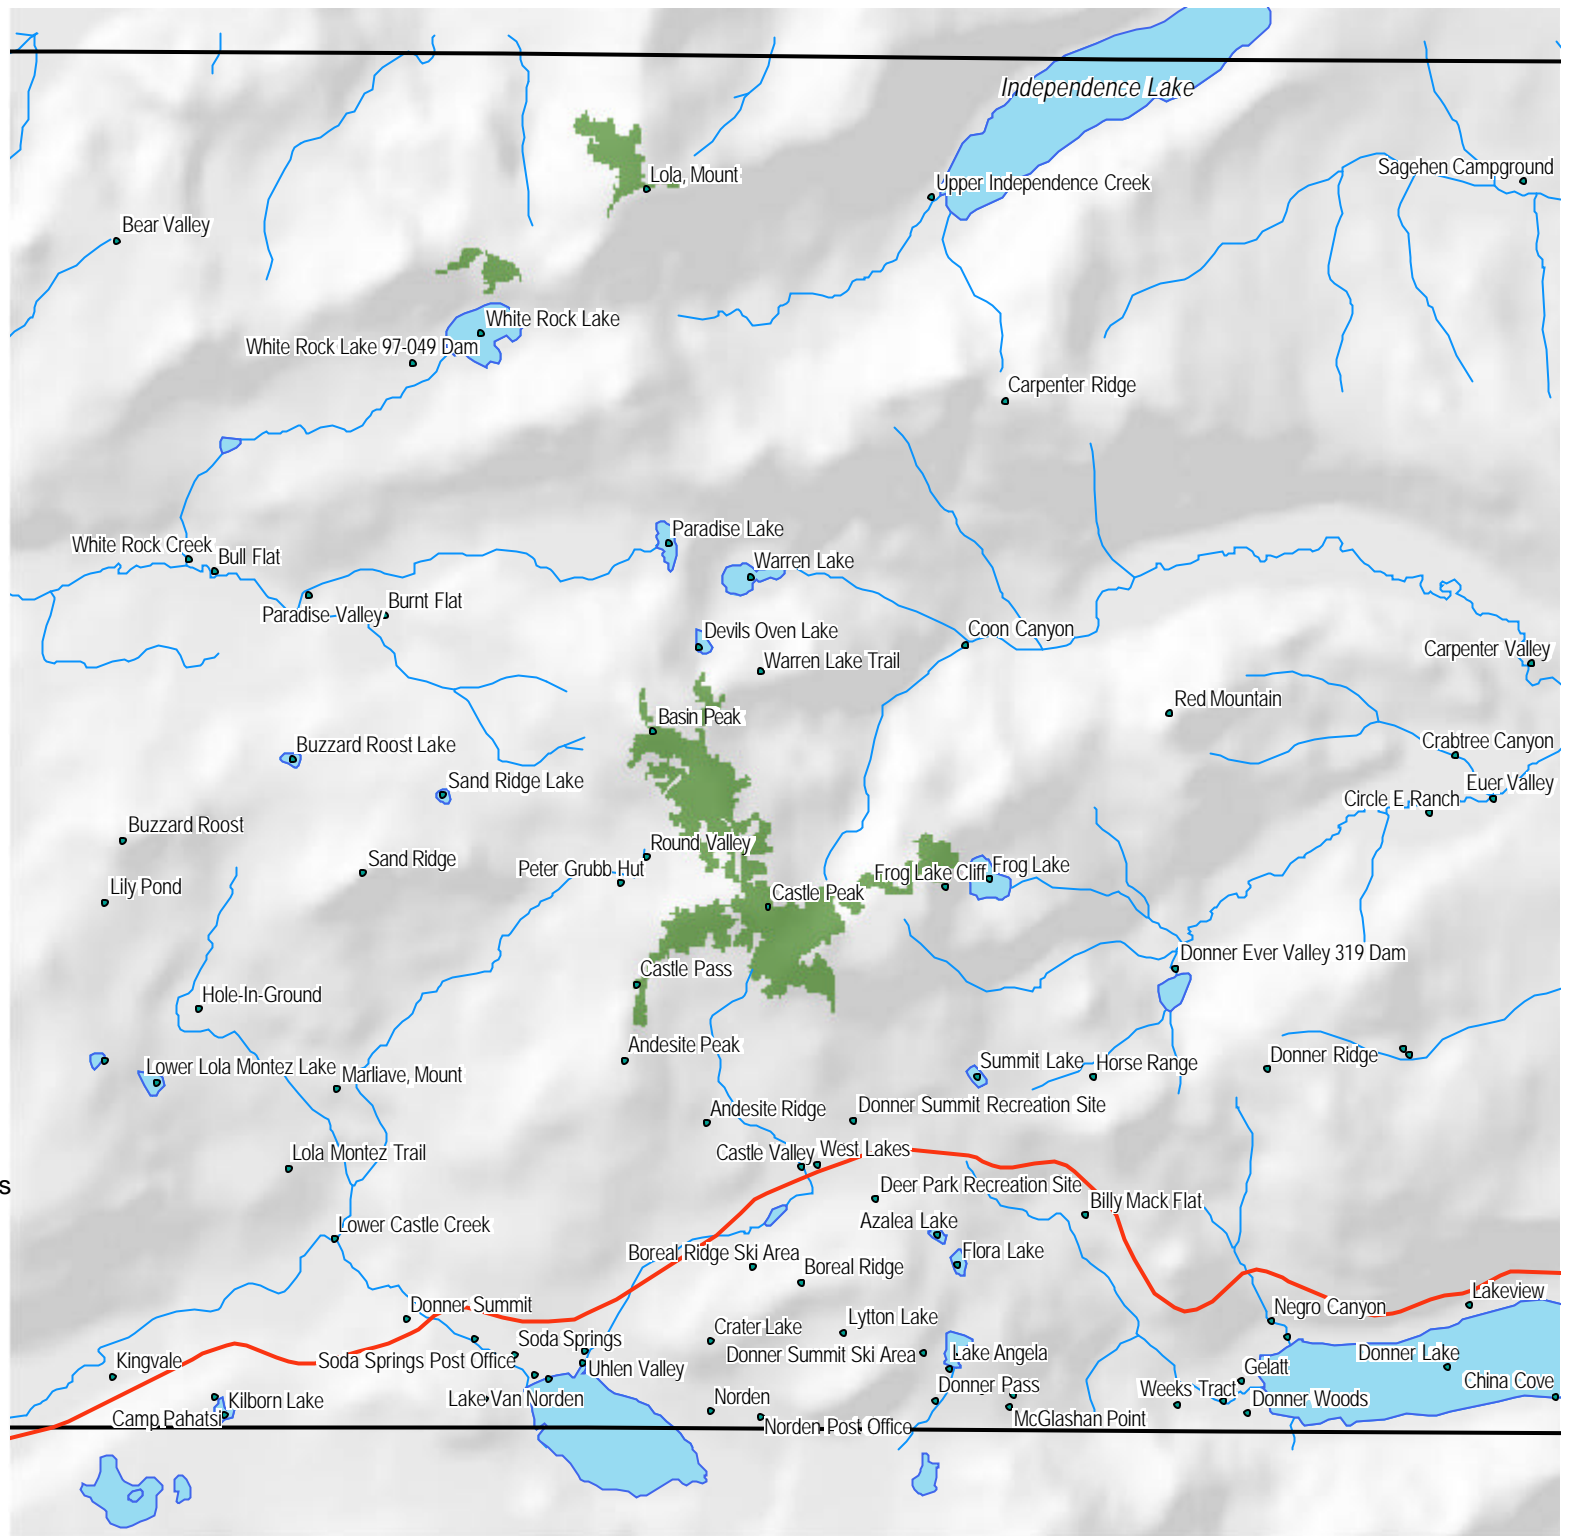 Independence Lake
Lola, Mount
Sagehen Campground
Upper Independence Creek
Bear Valley
White Rock Lake
White Rock Lake 97-049 Dam
Carpenter Ridge
Paradise Lake
White Rock Creek
Bull Flat
Warren Lake
Paradise Valley
Burnt Flat
Devils Oven Lake
Coon Canyon
Warren Lake Trail
Carpenter Valley
Red Mountain
Basin Peak
Buzzard Roost Lake
Crabtree Canyon
Sand Ridge Lake
Euer Valley
Circle E Ranch
Buzzard Roost
Round Valley
Sand Ridge
Peter Grubb Hut
Frog Lake Cliff
Frog Lake
Lily Pond
Castle Peak
Donner Ever Valley 319 Dam
Castle Pass
Hole-In-Ground
Andesite Peak
Donner Ridge
Summit Lake
Horse Range
Lower Lola Montez Lake
Marliave, Mount
Andesite Ridge
Donner Summit Recreation Site
Lola Montez Trail
Castle Valley
West Lakes
s
Deer Park Recreation Site
Billy Mack Flat
Lower Castle Creek
Azalea Lake
Boreal Ridge Ski Area
Flora Lake
Boreal Ridge
Lakeview
Donner Summit
Negro Canyon
Lytton Lake
Crater Lake
Soda Springs
Donner Summit Ski Area
Lake Angela
Donner Lake
Kingvale
Soda Springs Post Office
Uhlen Valley
Gelatt
China Cove
Donner Pass
Weeks Tract
Kilborn Lake
Lake Van Norden
Norden
Donner Woods
Camp Pahatsi
Norden Post Office
McGlashan Point